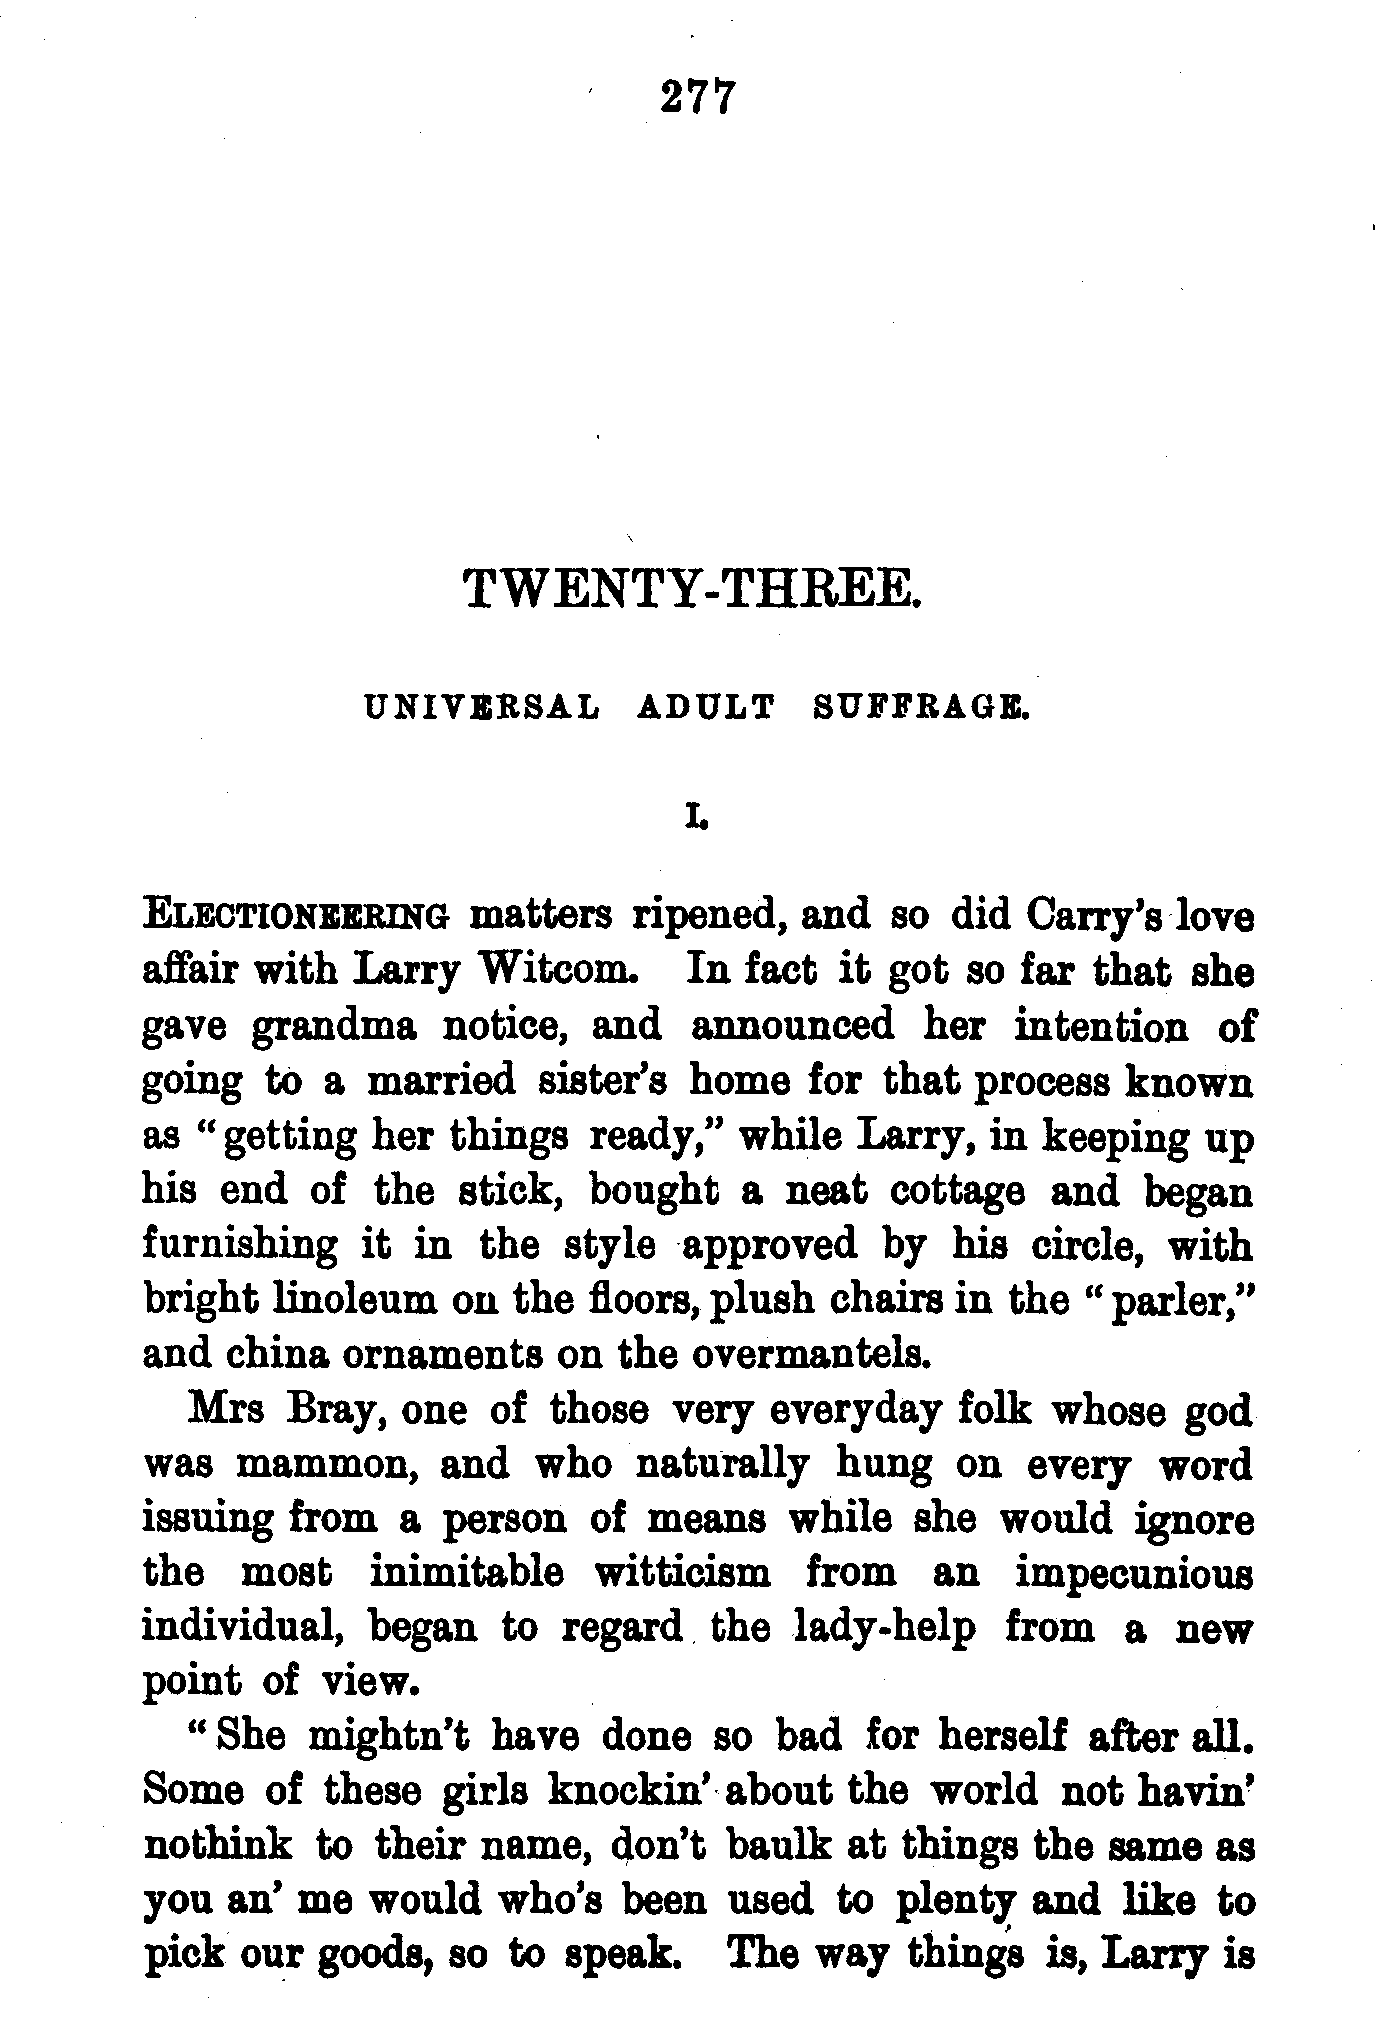 277
TWENTY-THREE.
UNIVERSAL ADULT SUFFRAGE.
I.
ELECTIONEERING matters ripened, and so did Carry's love
affair with Larry Witcom. In fact it got so far that she
gave grandma notice, and announced her intention of
going to a married sister's home for that process known
as "getting her things ready," while Larry, in keeping up
his end of the stick, bought a neat cottage and began
furnishing it in the style approved by his circle, with
bright linoleum on the floors, plush chairs in the "parler,"
and china ornaments on the overmantels.
Mrs Bray, one of those very everyday folk whose god
was mammon, and who naturally hung on every word
issuing from a person of means while she would ignore
the most inimitable witticism from an impecunious
individual, began to regard the lady-help from a new
point of view.
"She mightn't have done so bad for herself after all.
Some of these girls knockin' about the world not havin'
nothink to their name, don't baulk at things the same as
you an' me would who's been used to plenty and like to
pick our goods, so to speak. The way things is, Larry is